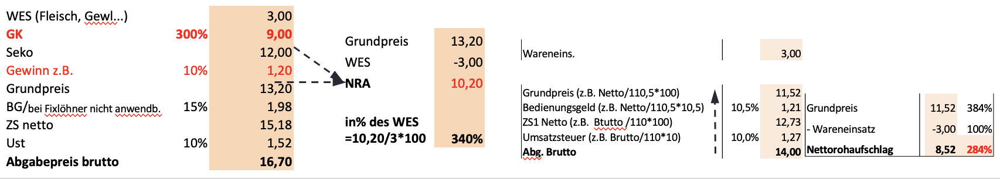 WES (Fleisch, Gewl...) 3,00
GK 300% 9,00
Seko 12,00
Gewinn z.B. 10% 1,20
Grundpreis 13,20
BG/bei Fixlöhner nicht anwendb. 15% 1,98
ZS netto 15,18
Ust 10% 1,52
Abgabepreis brutto 16,70
Grundpreis 13,20
WES -3,00
NRA 10,20
in% des WES
=10,20/3*100 340%
Wareneins. 3,00
Grundpreis (z.B. Netto/110,5*100) 11,52
Bedienungsgeld (z.B. Netto/110,5*10,5) 10,5% 1,21
ZS1 Netto (z.B. Btutto /110*100) 12,73
Umsatzsteuer (z.B. Brutto/110*10) 10,0% 1,27
Abg. Brutto 14,00
Grundpreis 11,52 384%
- Wareneinsatz -3,00 100%
Nettorohaufschlag 8,52 284%